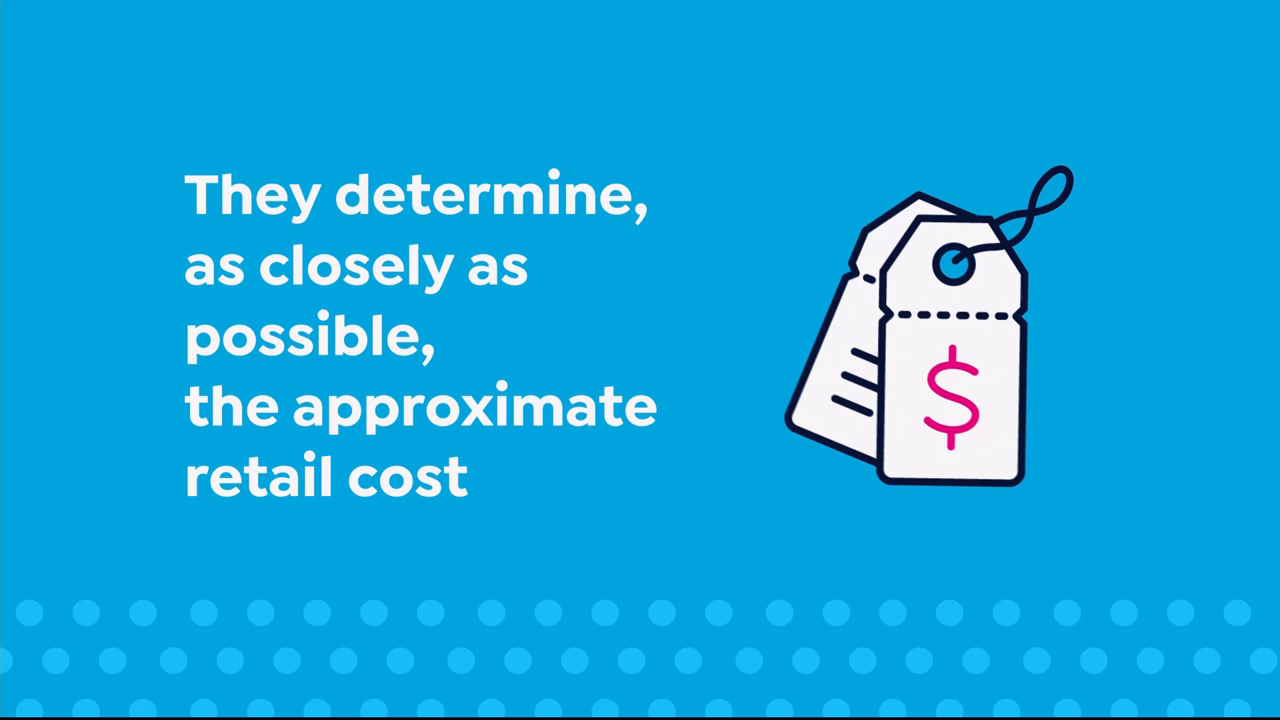 They determine,
as closely as
possible,
the approximate
retail cost
$